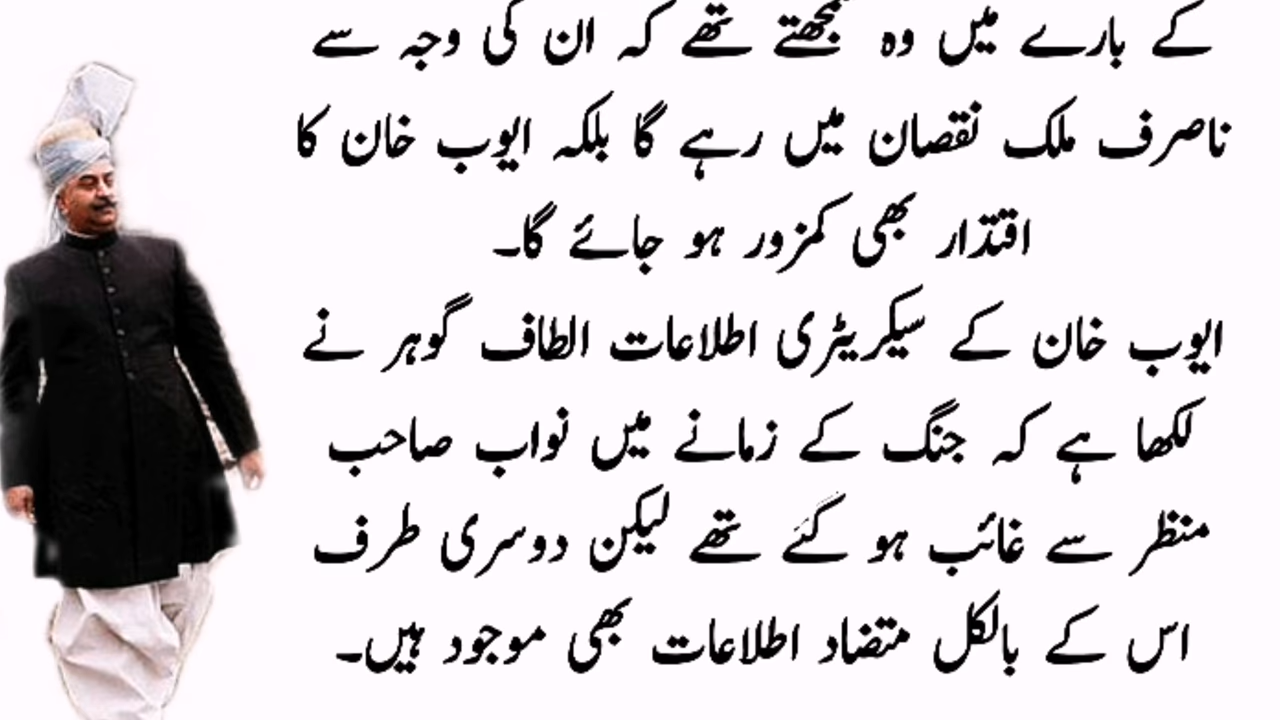 کے بارے میں وہ سمجھتے تھے کہ ان کی وجہ سے
ناصرف ملک نقصان میں رہے گا بلکہ ایوب خان کا
اقتدار بھی کمزور ہو جائے گا۔
ایوب خان کے سیکریٹری اطلاعات الطاف گوہر نے
لکھا ہے کہ جنگ کے زمانے میں نواب صاحب
منظر سے غائب ہو گئے تھے لیکن دوسری طرف
اس کے بالکل متضاد اطلاعات بھی موجود ہیں۔